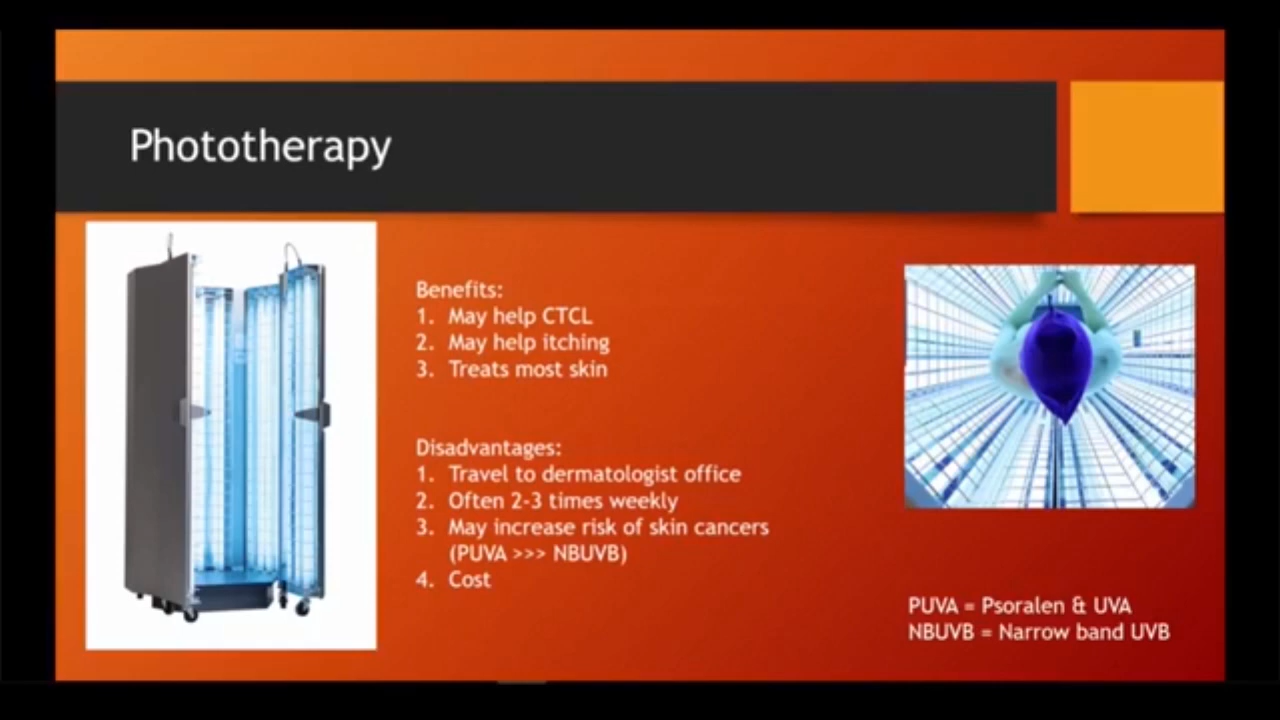 Phototherapy
Benefits:
1. May help CTCL
2. May help itching
3. Treats most skin
Disadvantages:
1. Travel to dermatologist office
2. Often 2-3 times weekly
3. May increase risk of skin cancers
(PUVA >>> NBUVB)
4. Cost
PUVA = Psoralen & UVA
NBUVB = Narrow band UVB